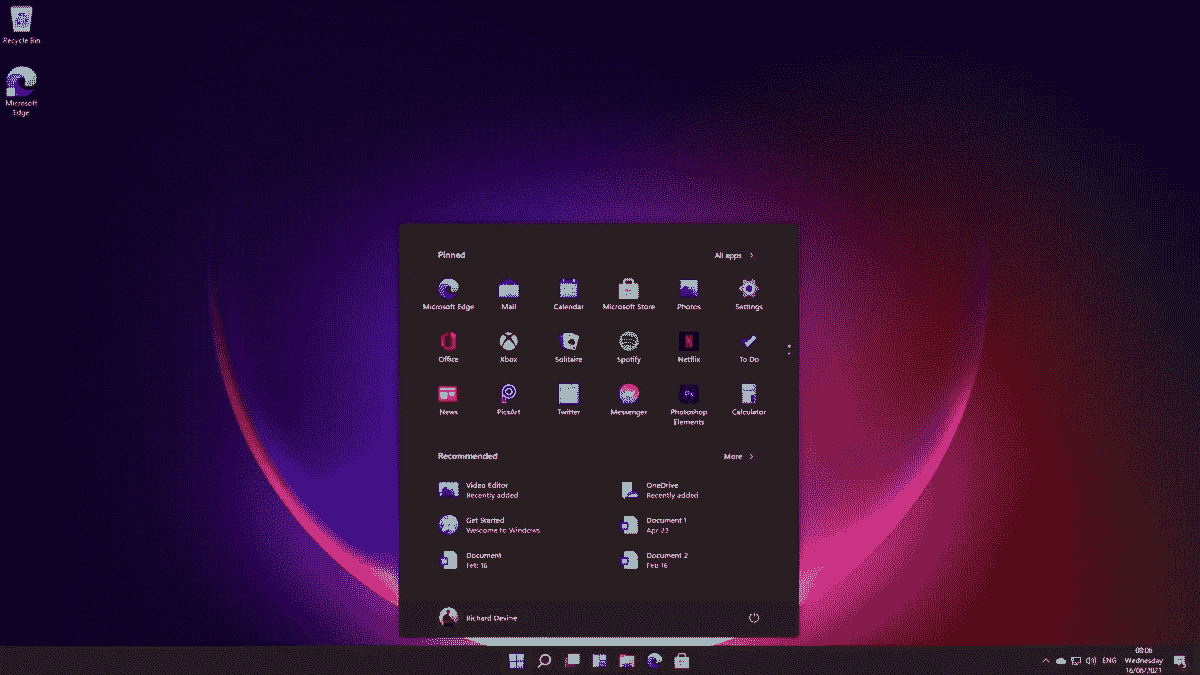 Recycle Bin
Microsoft
Edge
Pinned
All apps
Microsoft Edge
Mail
Calendar
Microsoft Store
Photos
Settings
Office
Xbox
Solitaire
Spotify
Netflix
To Do
News
PicsArt
Twitter
Messenger
Photoshop
Elements
Calculator
Recommended
More
Video Editor
Recently added
OneDrive
Recently added
Get Started
Welcome to Windows
Document 1
Apr 23
Document
Feb 16
Document 2
Feb 16
Richard Devine
ENG
08:06
Wednesday
16/06/2021